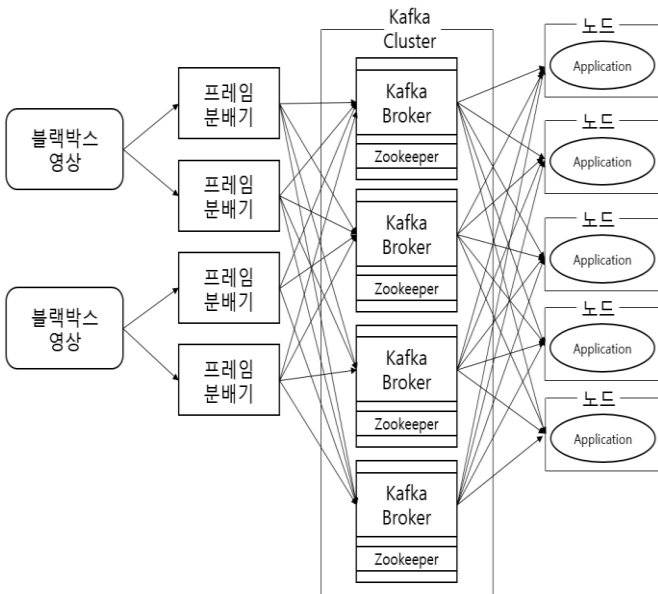 블랙박스
영상
블랙박스
영상
프레임
분배기
프레임
분배기
프레임
분배기
프레임
분배기
Kafka
Cluster
Kafka
Broker
Zookeeper
Kafka
Broker
Zookeeper
Kafka
Broker
Zookeeper
Kafka
Broker
Zookeeper
노드
Application
노드
Application
노드
Application
노드
Application
노드
Application